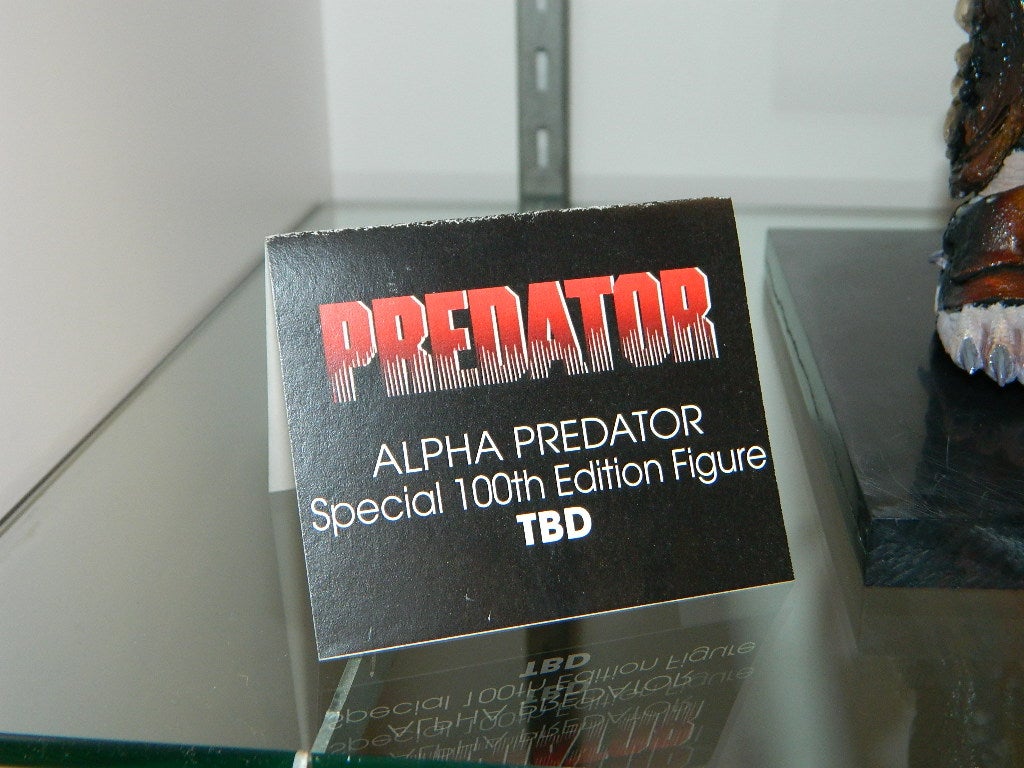 PREDATOR
ALPHA PREDATOR
Special 100th Edition Figure
TBD